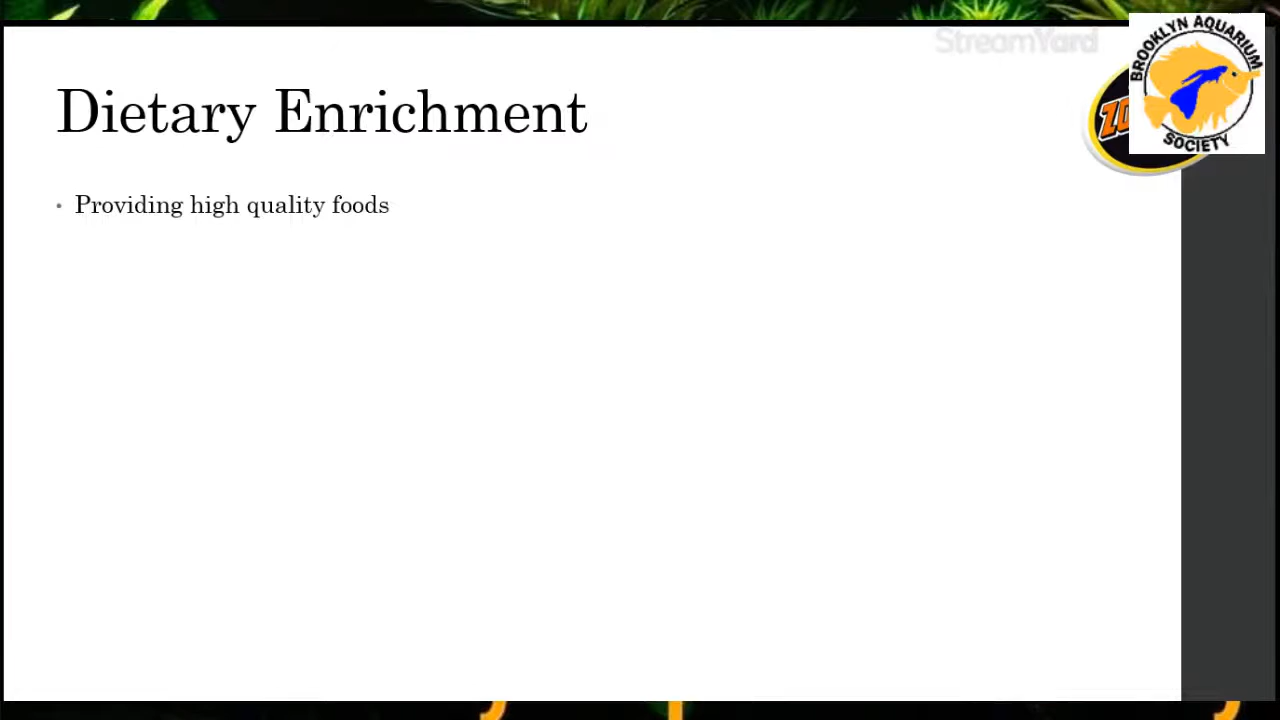 StreamYard
BROOKLYN AQUARIUM
SOCIETY
Dietary Enrichment
• Providing high quality foods